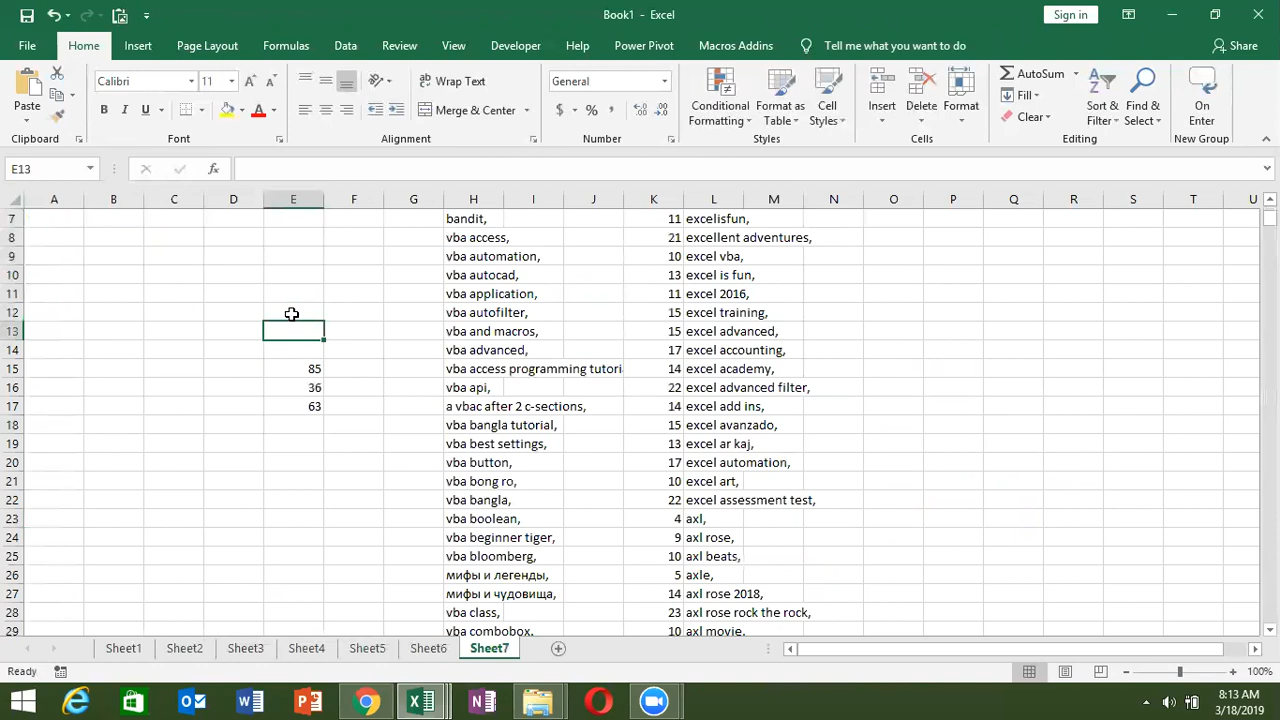 Book1 - Excel
Sign in
File Home Insert Page Layout Formulas Data Review View Developer Help Power Pivot Macros Addins Tell me what you want to do Share
Paste
Calibri 11
B I U
Wrap Text
Merge & Center
General
$ % ,
Conditional Formatting
Format as Table
Cell Styles
Insert
Delete
Format
AutoSum
Fill
Clear
Sort & Filter
Find & Select
On Enter
Clipboard Font Alignment Number Styles Cells Editing New Group
E13 fx
A B C D E F G H I J K L M N O P Q R S T U
7 bandit, 11 excelisfun,
8 vba access, 21 excellent adventures,
9 vba automation, 10 excel vba,
10 vba autocad, 13 excel is fun,
11 vba application, 11 excel 2016,
12 vba autofilter, 15 excel training,
13 vba and macros, 15 excel advanced,
14 vba advanced, 17 excel accounting,
15 85 vba access programming tutori 14 excel academy,
16 36 vba api, 22 excel advanced filter,
17 63 a vbac after 2 c-sections, 14 excel add ins,
18 vba bangla tutorial, 15 excel avanzado,
19 vba best settings, 13 excel ar kaj,
20 vba button, 17 excel automation,
21 vba bong ro, 10 excel art,
22 vba bangla, 22 excel assessment test,
23 vba boolean, 4 axl,
24 vba beginner tiger, 9 axl rose,
25 vba bloomberg, 10 axl beats,
26 мифы и легенды, 5 axle,
27 мифы и чудовища, 14 axl rose 2018,
28 vba class, 23 axl rose rock the rock,
29 vba combobox, 10 axl movie,
Sheet1 Sheet2 Sheet3 Sheet4 Sheet5 Sheet6 Sheet7
Ready 100%
8:13 AM
3/18/2019